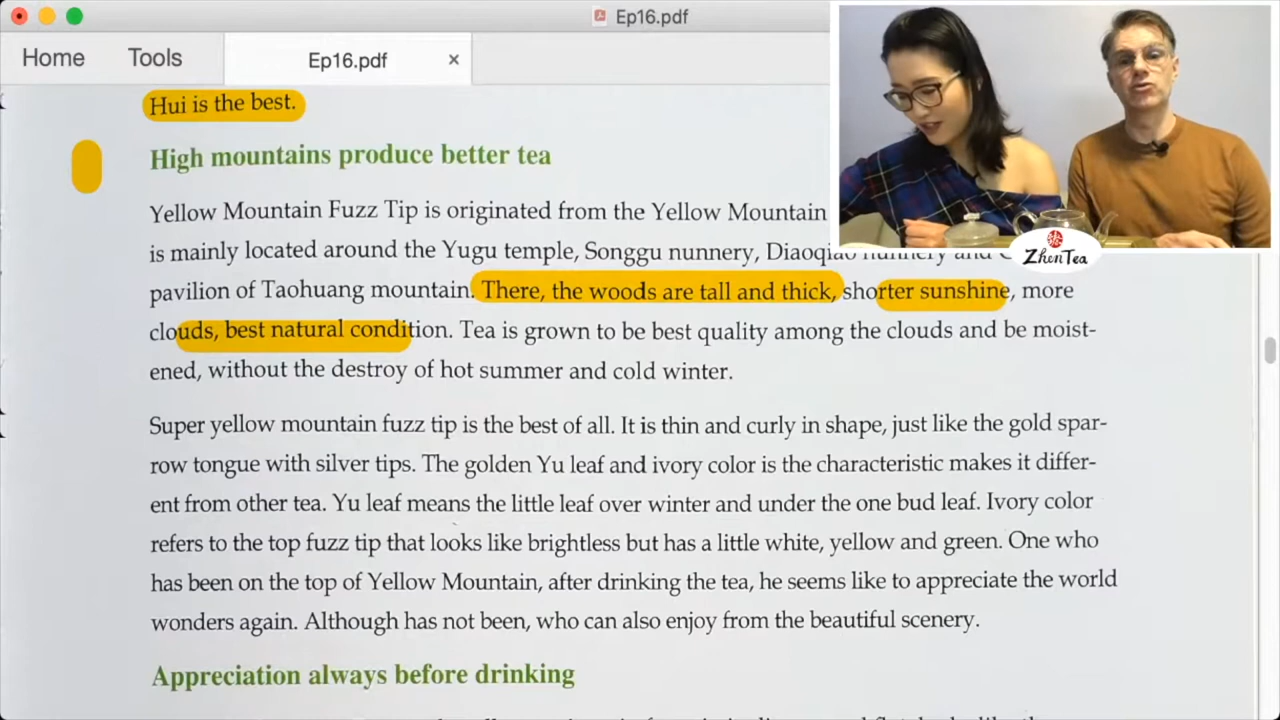 Ep16.pdf
Home Tools Ep16.pdf ×
Hui is the best.
High mountains produce better tea
Yellow Mountain Fuzz Tip is originated from the Yellow Mountain
is mainly located around the Yugu temple, Songgu nunnery, Diaoqiao nunnery and
pavilion of Taohuang mountain. There, the woods are tall and thick, shorter sunshine, more
clouds, best natural condition. Tea is grown to be best quality among the clouds and be moist-
ened, without the destroy of hot summer and cold winter.
Super yellow mountain fuzz tip is the best of all. It is thin and curly in shape, just like the gold spar-
row tongue with silver tips. The golden Yu leaf and ivory color is the characteristic makes it differ-
ent from other tea. Yu leaf means the little leaf over winter and under the one bud leaf. Ivory color
refers to the top fuzz tip that looks like brightless but has a little white, yellow and green. One who
has been on the top of Yellow Mountain, after drinking the tea, he seems like to appreciate the world
wonders again. Although has not been, who can also enjoy from the beautiful scenery.
Appreciation always before drinking
ZhenTea